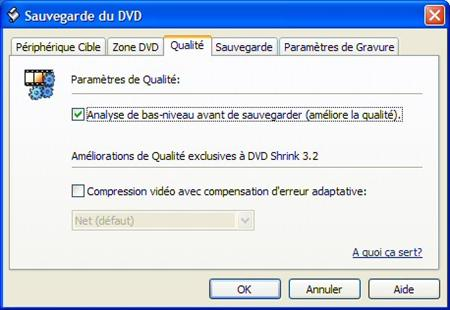 Sauvegarde du DVD
Périphérique Cible Zone DVD Qualité Sauvegarde Paramètres de Gravure
Paramètres de Qualité:
Analyse de bas-niveau avant de sauvegarder (améliore la qualité).
Améliorations de Qualité exclusives à DVD Shrink 3.2
Compression vidéo avec compensation d'erreur adaptative:
Net (défaut)
A quoi ça sert?
OK Annuler Aide